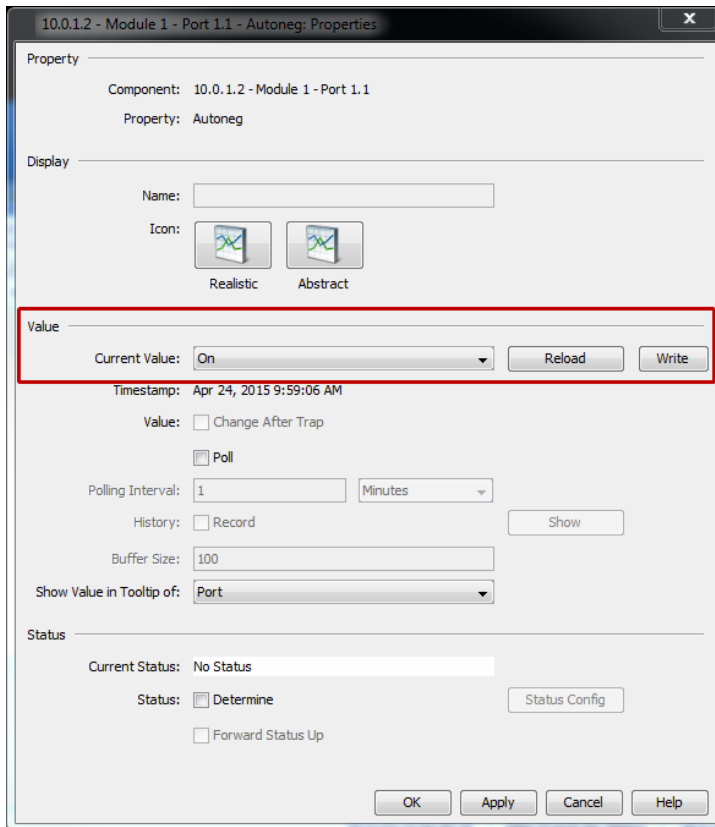 10.0.1.2 - Module 1 - Port 1.1 - Autoneg: Properties x
Property
Component: 10.0.1.2 - Module 1 - Port 1.1
Property: Autoneg
Display
Name:
Icon:
Realistic Abstract
Value
Current Value: On Reload Write
Timestamp: Apr 24, 2015 9:59:06 AM
Value: Change After Trap
Poll
Polling Interval: 1 Minutes
History: Record Show
Buffer Size: 100
Show Value in Tooltip of: Port
Status
Current Status: No Status
Status: Determine Status Config
Forward Status Up
OK Apply Cancel Help